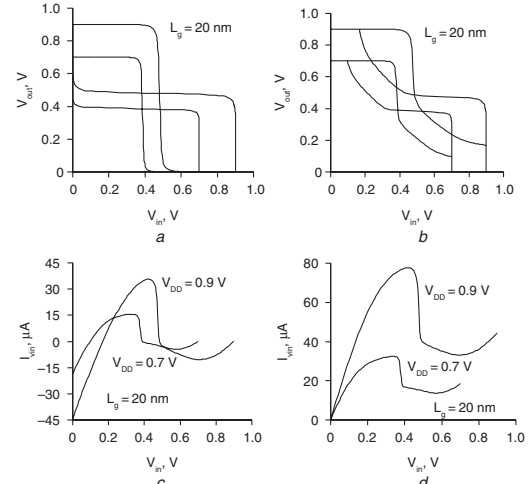 1.0
0.8
0.6
0.4
0.2
0
V_out, V
L_g = 20 nm
0 0.2 0.4 0.6 0.8 1.0
V_in, V
a
1.0
0.8
0.6
0.4
0.2
0
V_out, V
L_g = 20 nm
0 0.2 0.4 0.6 0.8 1.0
V_in, V
b
45
30
15
0
−15
−30
−45
I_vin, μA
V_DD = 0.9 V
V_DD = 0.7 V
L_g = 20 nm
0 0.2 0.4 0.6 0.8 1.0
V_in, V
c
80
60
40
20
0
I_vin, μA
V_DD = 0.9 V
V_DD = 0.7 V
L_g = 20 nm
0 0.2 0.4 0.6 0.8 1.0
V_in, V
d